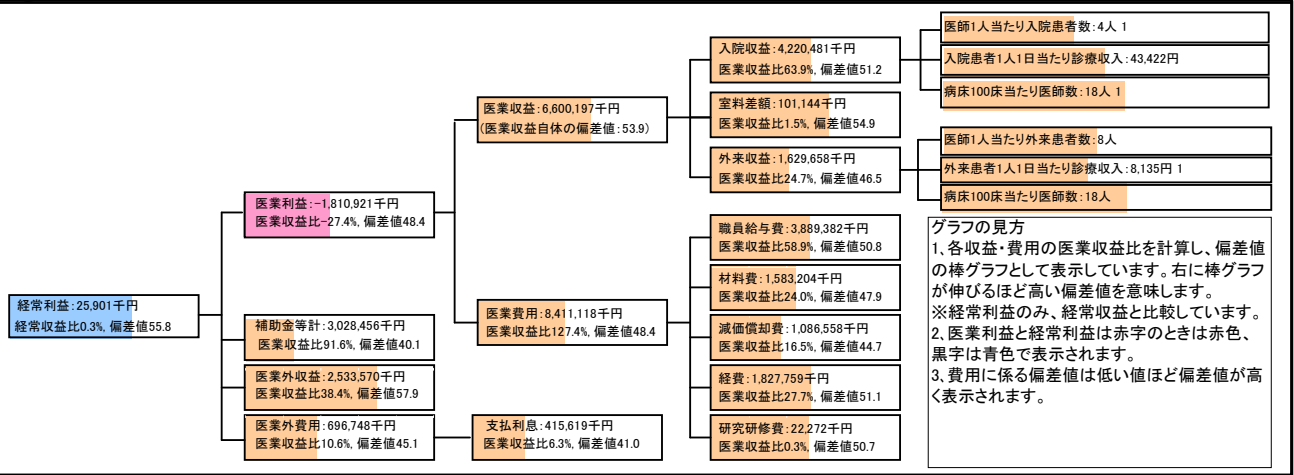 経常利益:25,901千円
経常収益比0.3%, 偏差値55.8
医業利益:-1,810,921千円
医業収益比-27.4%, 偏差値48.4
補助金等計:3,028,456千円
医業収益比91.6%, 偏差値40.1
医業外収益:2,533,570千円
医業収益比38.4%, 偏差値57.9
医業外費用:696,748千円
医業収益比10.6%, 偏差値45.1
支払利息:415,619千円
医業収益比6.3%, 偏差値41.0
医業収益:6,600,197千円
(医業収益自体の偏差値:53.9)
医業費用:8,411,118千円
医業収益比127.4%, 偏差値48.4
入院収益:4,220,481千円
医業収益比63.9%, 偏差値51.2
室料差額:101,144千円
医業収益比1.5%, 偏差値54.9
外来収益:1,629,658千円
医業収益比24.7%, 偏差値46.5
職員給与費:3,889,382千円
医業収益比58.9%, 偏差値50.8
材料費:1,583,204千円
医業収益比24.0%, 偏差値47.9
減価償却費:1,086,558千円
医業収益比16.5%, 偏差値44.7
経費:1,827,759千円
医業収益比27.7%, 偏差値51.1
研究研修費:22,272千円
医業収益比0.3%, 偏差値50.7
医師1人当たり入院患者数:4人 1
入院患者1人1日当たり診療収入:43,422円
病床100床当たり医師数:18人 1
医師1人当たり外来患者数:8人
外来患者1人1日当たり診療収入:8,135円 1
病床100床当たり医師数:18人
グラフの見方
1、各収益・費用の医業収益比を計算し、偏差値
の棒グラフとして表示しています。右に棒グラフ
が伸びるほど高い偏差値を意味します。
※経常利益のみ、経常収益と比較しています。
2、医業利益と経常利益は赤字のときは赤色、
黒字は青色で表示されます。
3、費用に係る偏差値は低い値ほど偏差値が高
く表示されます。